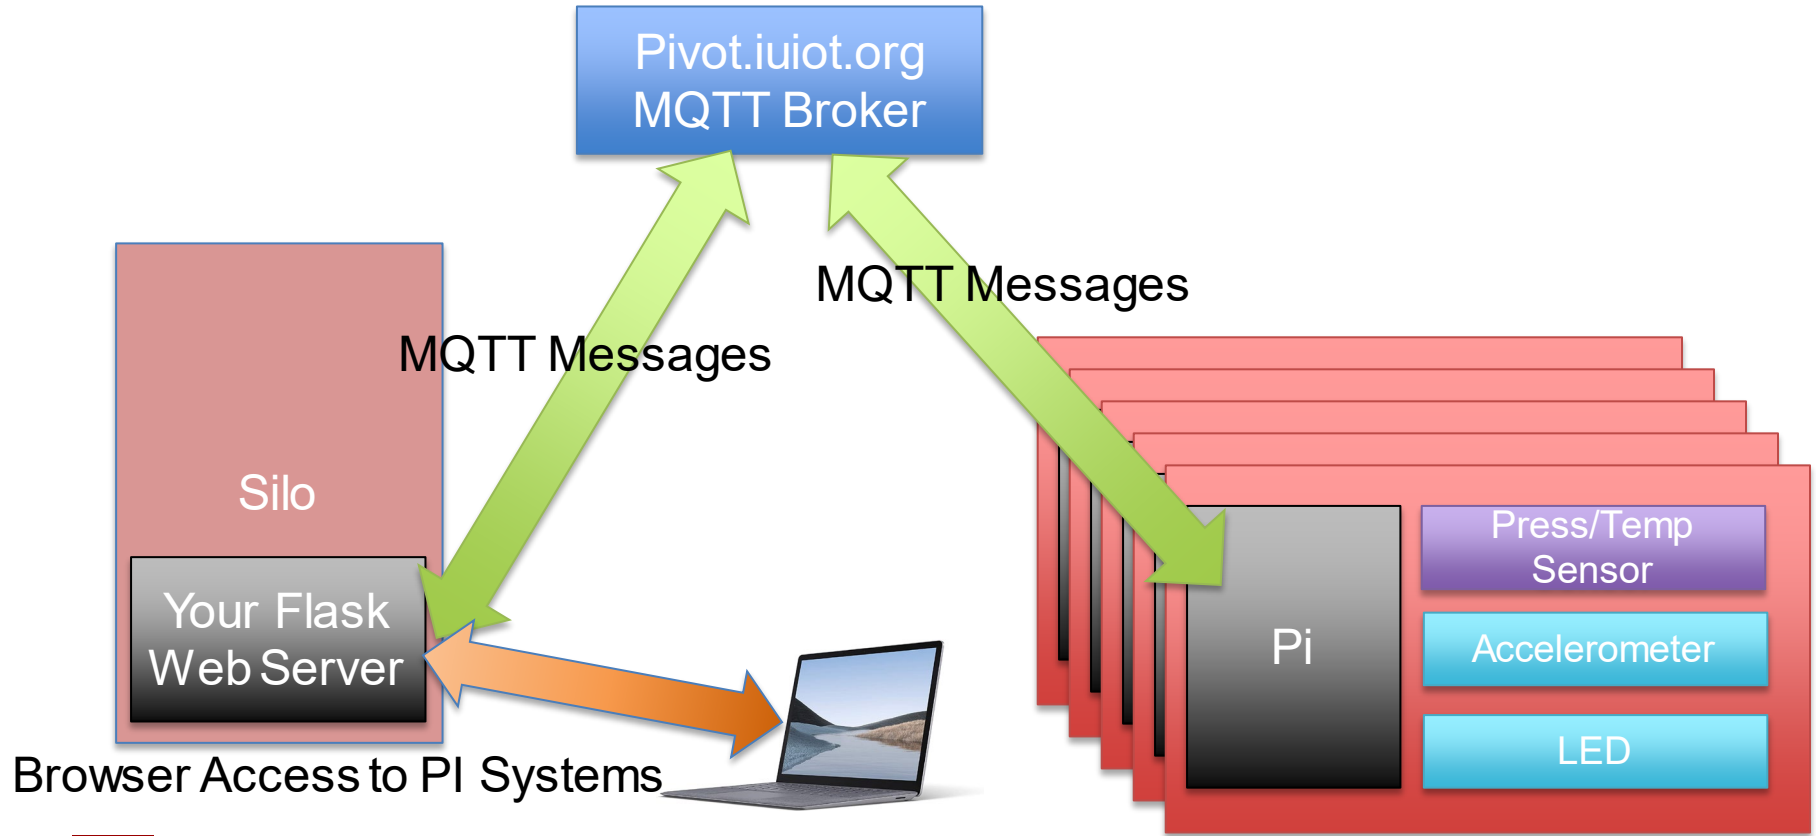 Pivot.iuiot.org
MQTT Broker
MQTT Messages
MQTT Messages
Silo
Your Flask
Web Server
Press/Temp
Sensor
Pi
Accelerometer
LED
Browser Access to PI Systems